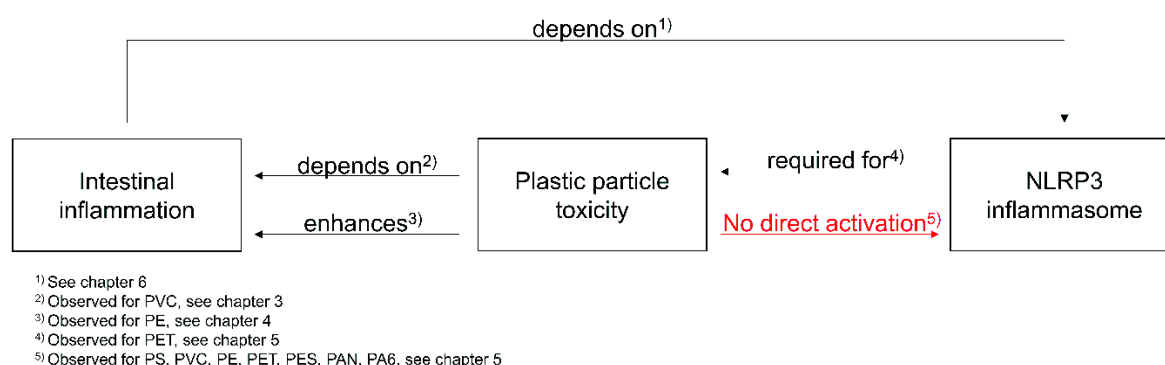 depends on1)
Intestinal
inflammation
depends on2)
enhances3)
Plastic particle
toxicity
required for4)
No direct activation5)
NLRP3
inflammasome
1) See chapter 6
2) Observed for PVC, see chapter 3
3) Observed for PE, see chapter 4
4) Observed for PET, see chapter 5
5) Observed for PS, PVC, PE, PET, PES, PAN, PA6, see chapter 5